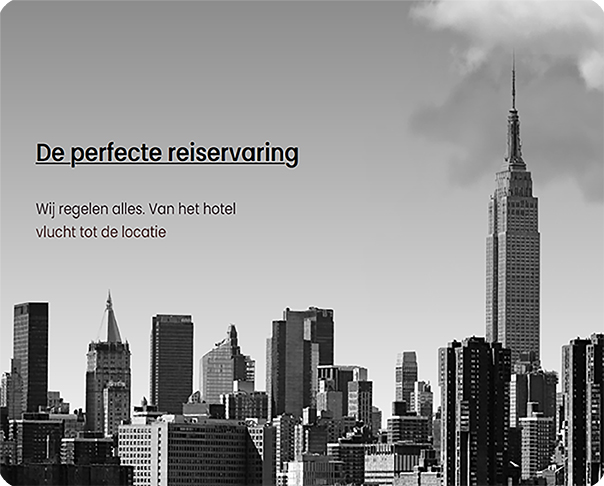 De perfecte reiservaring
Wij regelen alles. Van het hotel
vlucht tot de locatie